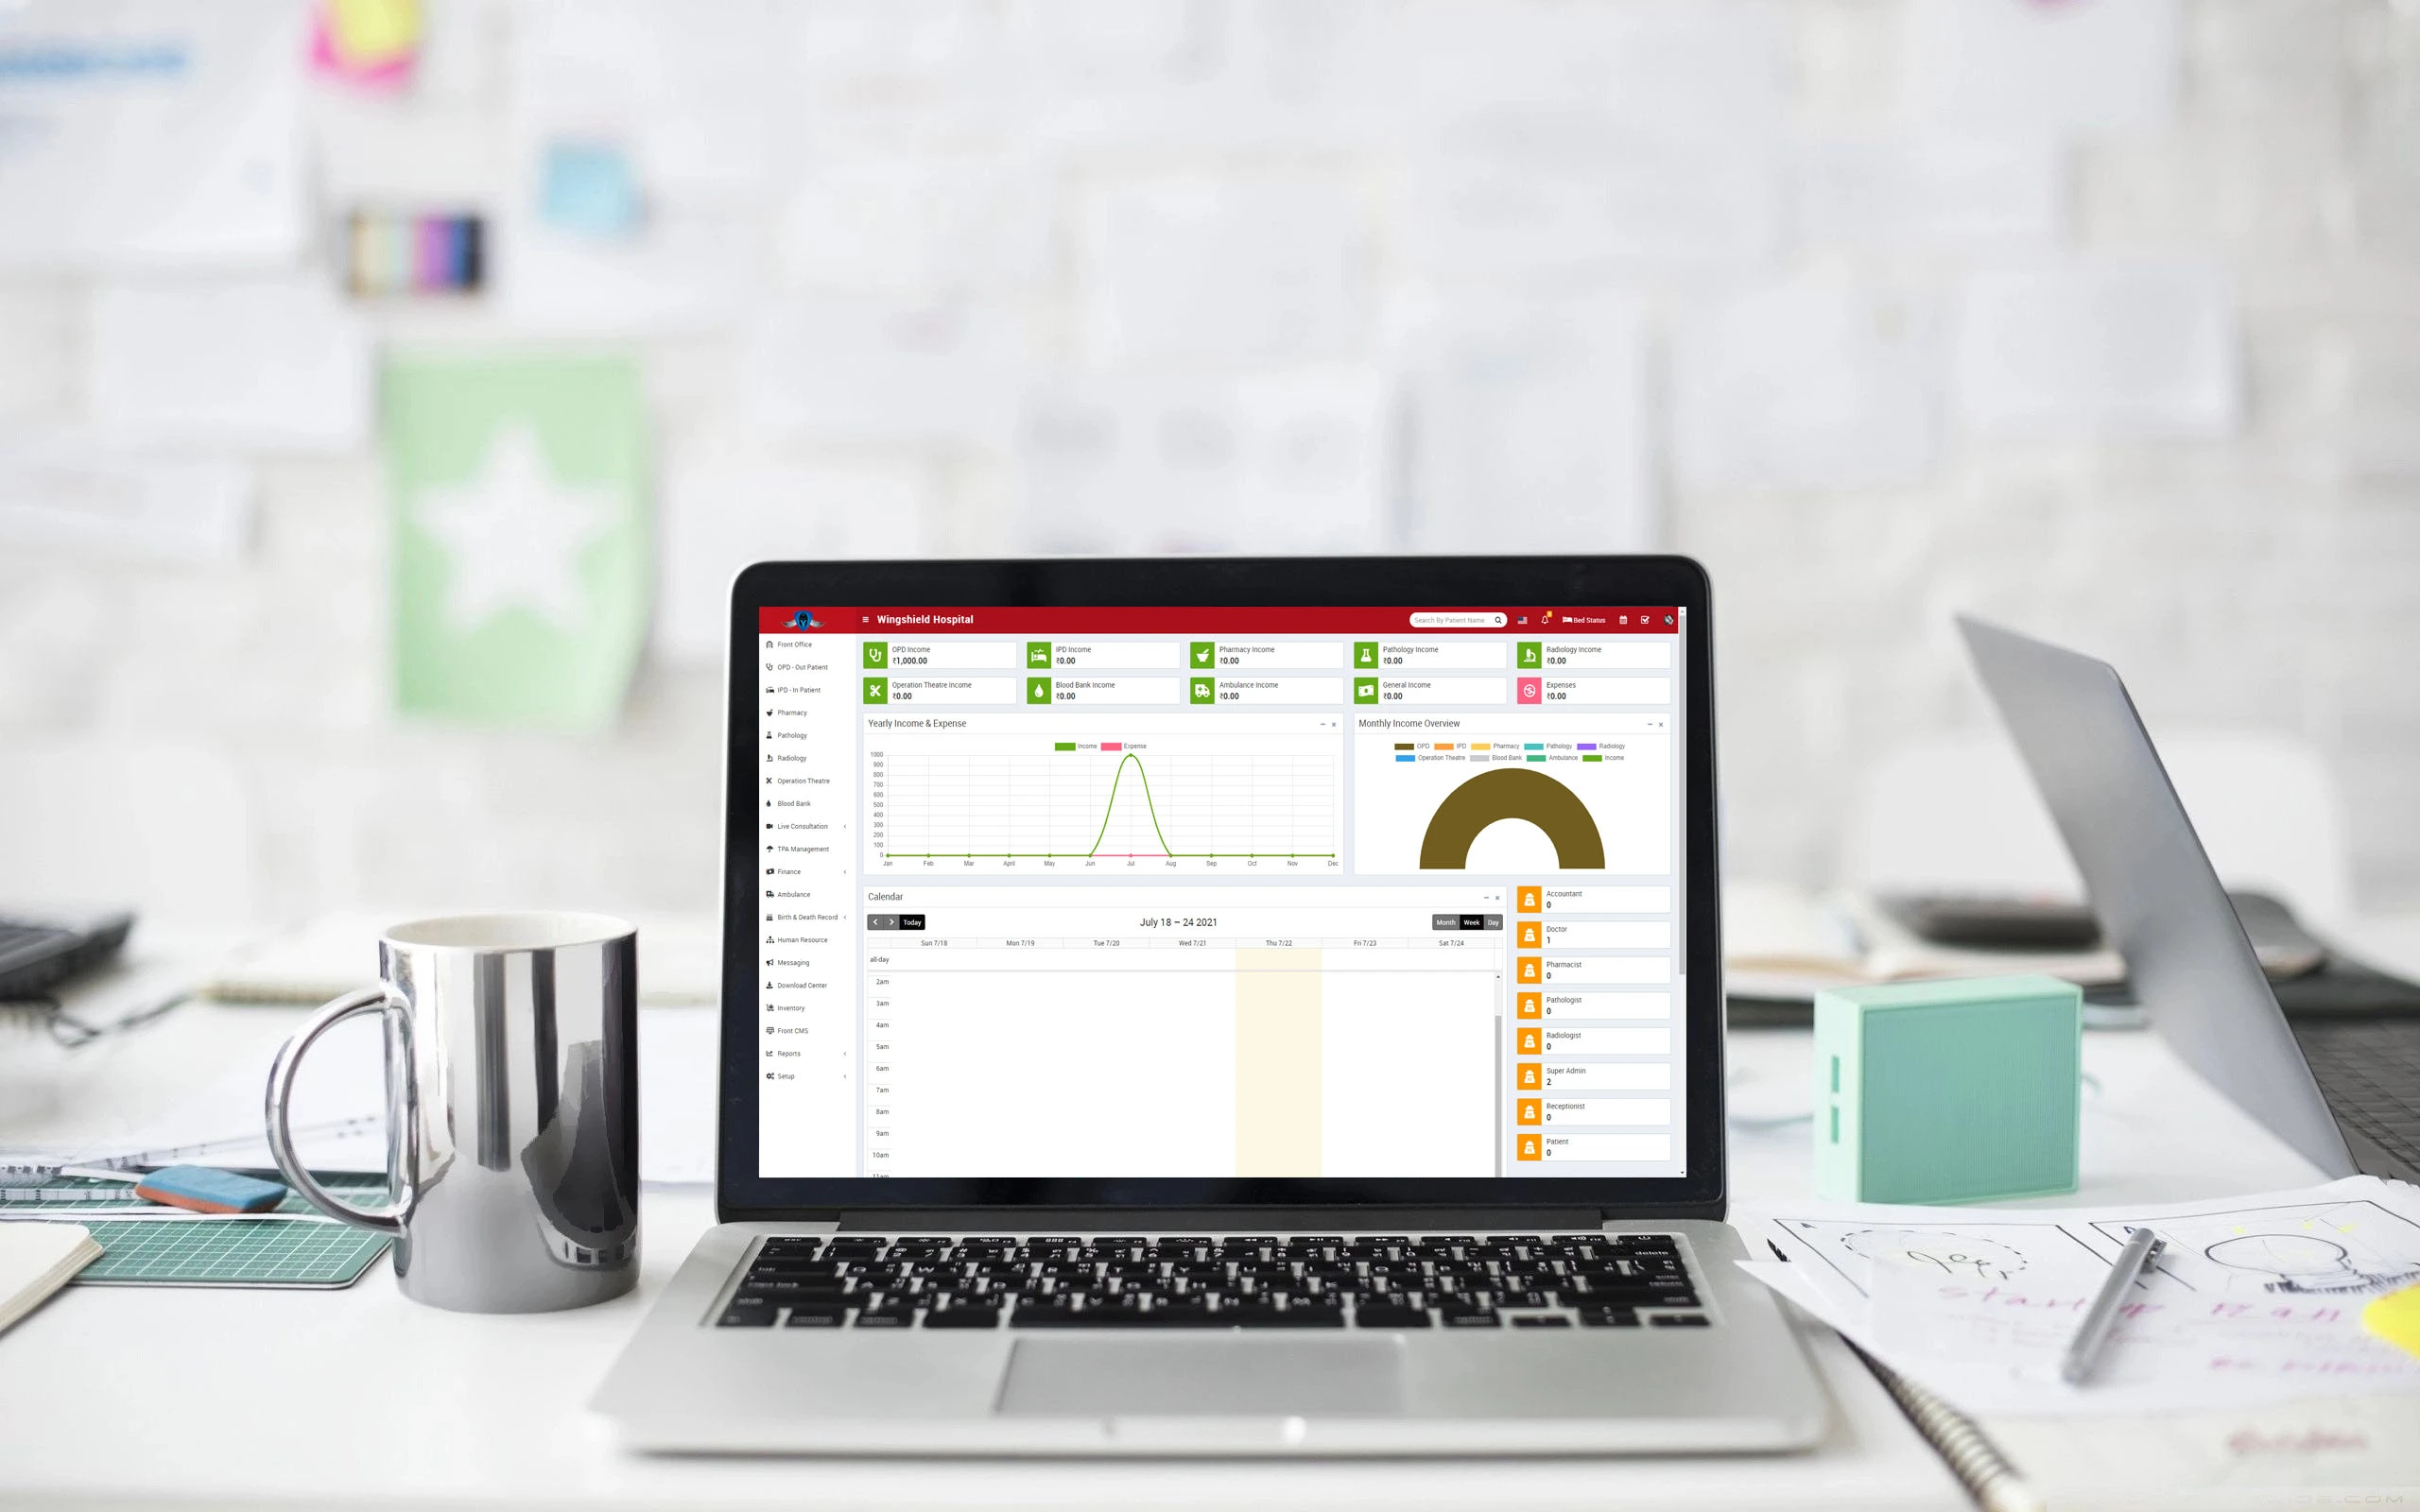 Wingshield Hospital
Search By Patient Name
Bed Status
Front Office
OPD - Out Patient
IPD - In Patient
Pharmacy
Pathology
Radiology
Operation Theatre
Blood Bank
Live Consultation
TPA Management
Finance
Ambulance
Birth & Death Record
Human Resource
Messaging
Download Center
Inventory
Front CMS
Reports
Setup
OPD Income
₹1,000.00
IPD Income
₹0.00
Pharmacy Income
₹0.00
Pathology Income
₹0.00
Radiology Income
₹0.00
Operation Theatre Income
₹0.00
Blood Bank Income
₹0.00
Ambulance Income
₹0.00
General Income
₹0.00
Expenses
₹0.00
Yearly Income & Expense
Income Expense
1000
900
800
700
600
500
400
300
200
100
0
Jan Feb Mar April May Jun Jul Aug Sep Oct Nov Dec
Monthly Income Overview
OPD IPD Pharmacy Pathology Radiology
Operation Theatre Blood Bank Ambulance Income
Calendar
Today
July 18 – 24 2021
Month Week Day
Sun 7/18 Mon 7/19 Tue 7/20 Wed 7/21 Thu 7/22 Fri 7/23 Sat 7/24
all-day
2am
3am
4am
5am
6am
7am
8am
9am
10am
11am
Accountant
0
Doctor
1
Pharmacist
0
Pathologist
0
Radiologist
0
Super Admin
2
Receptionist
0
Patient
0
delete